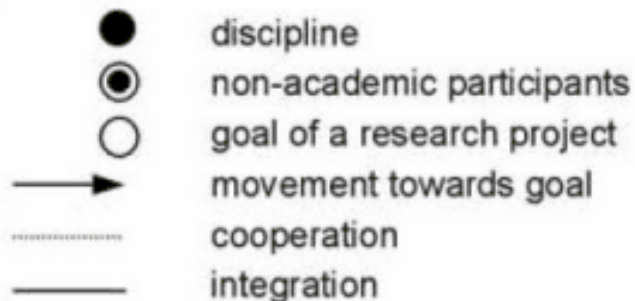 discipline
non-academic participants
goal of a research project
movement towards goal
cooperation
integration